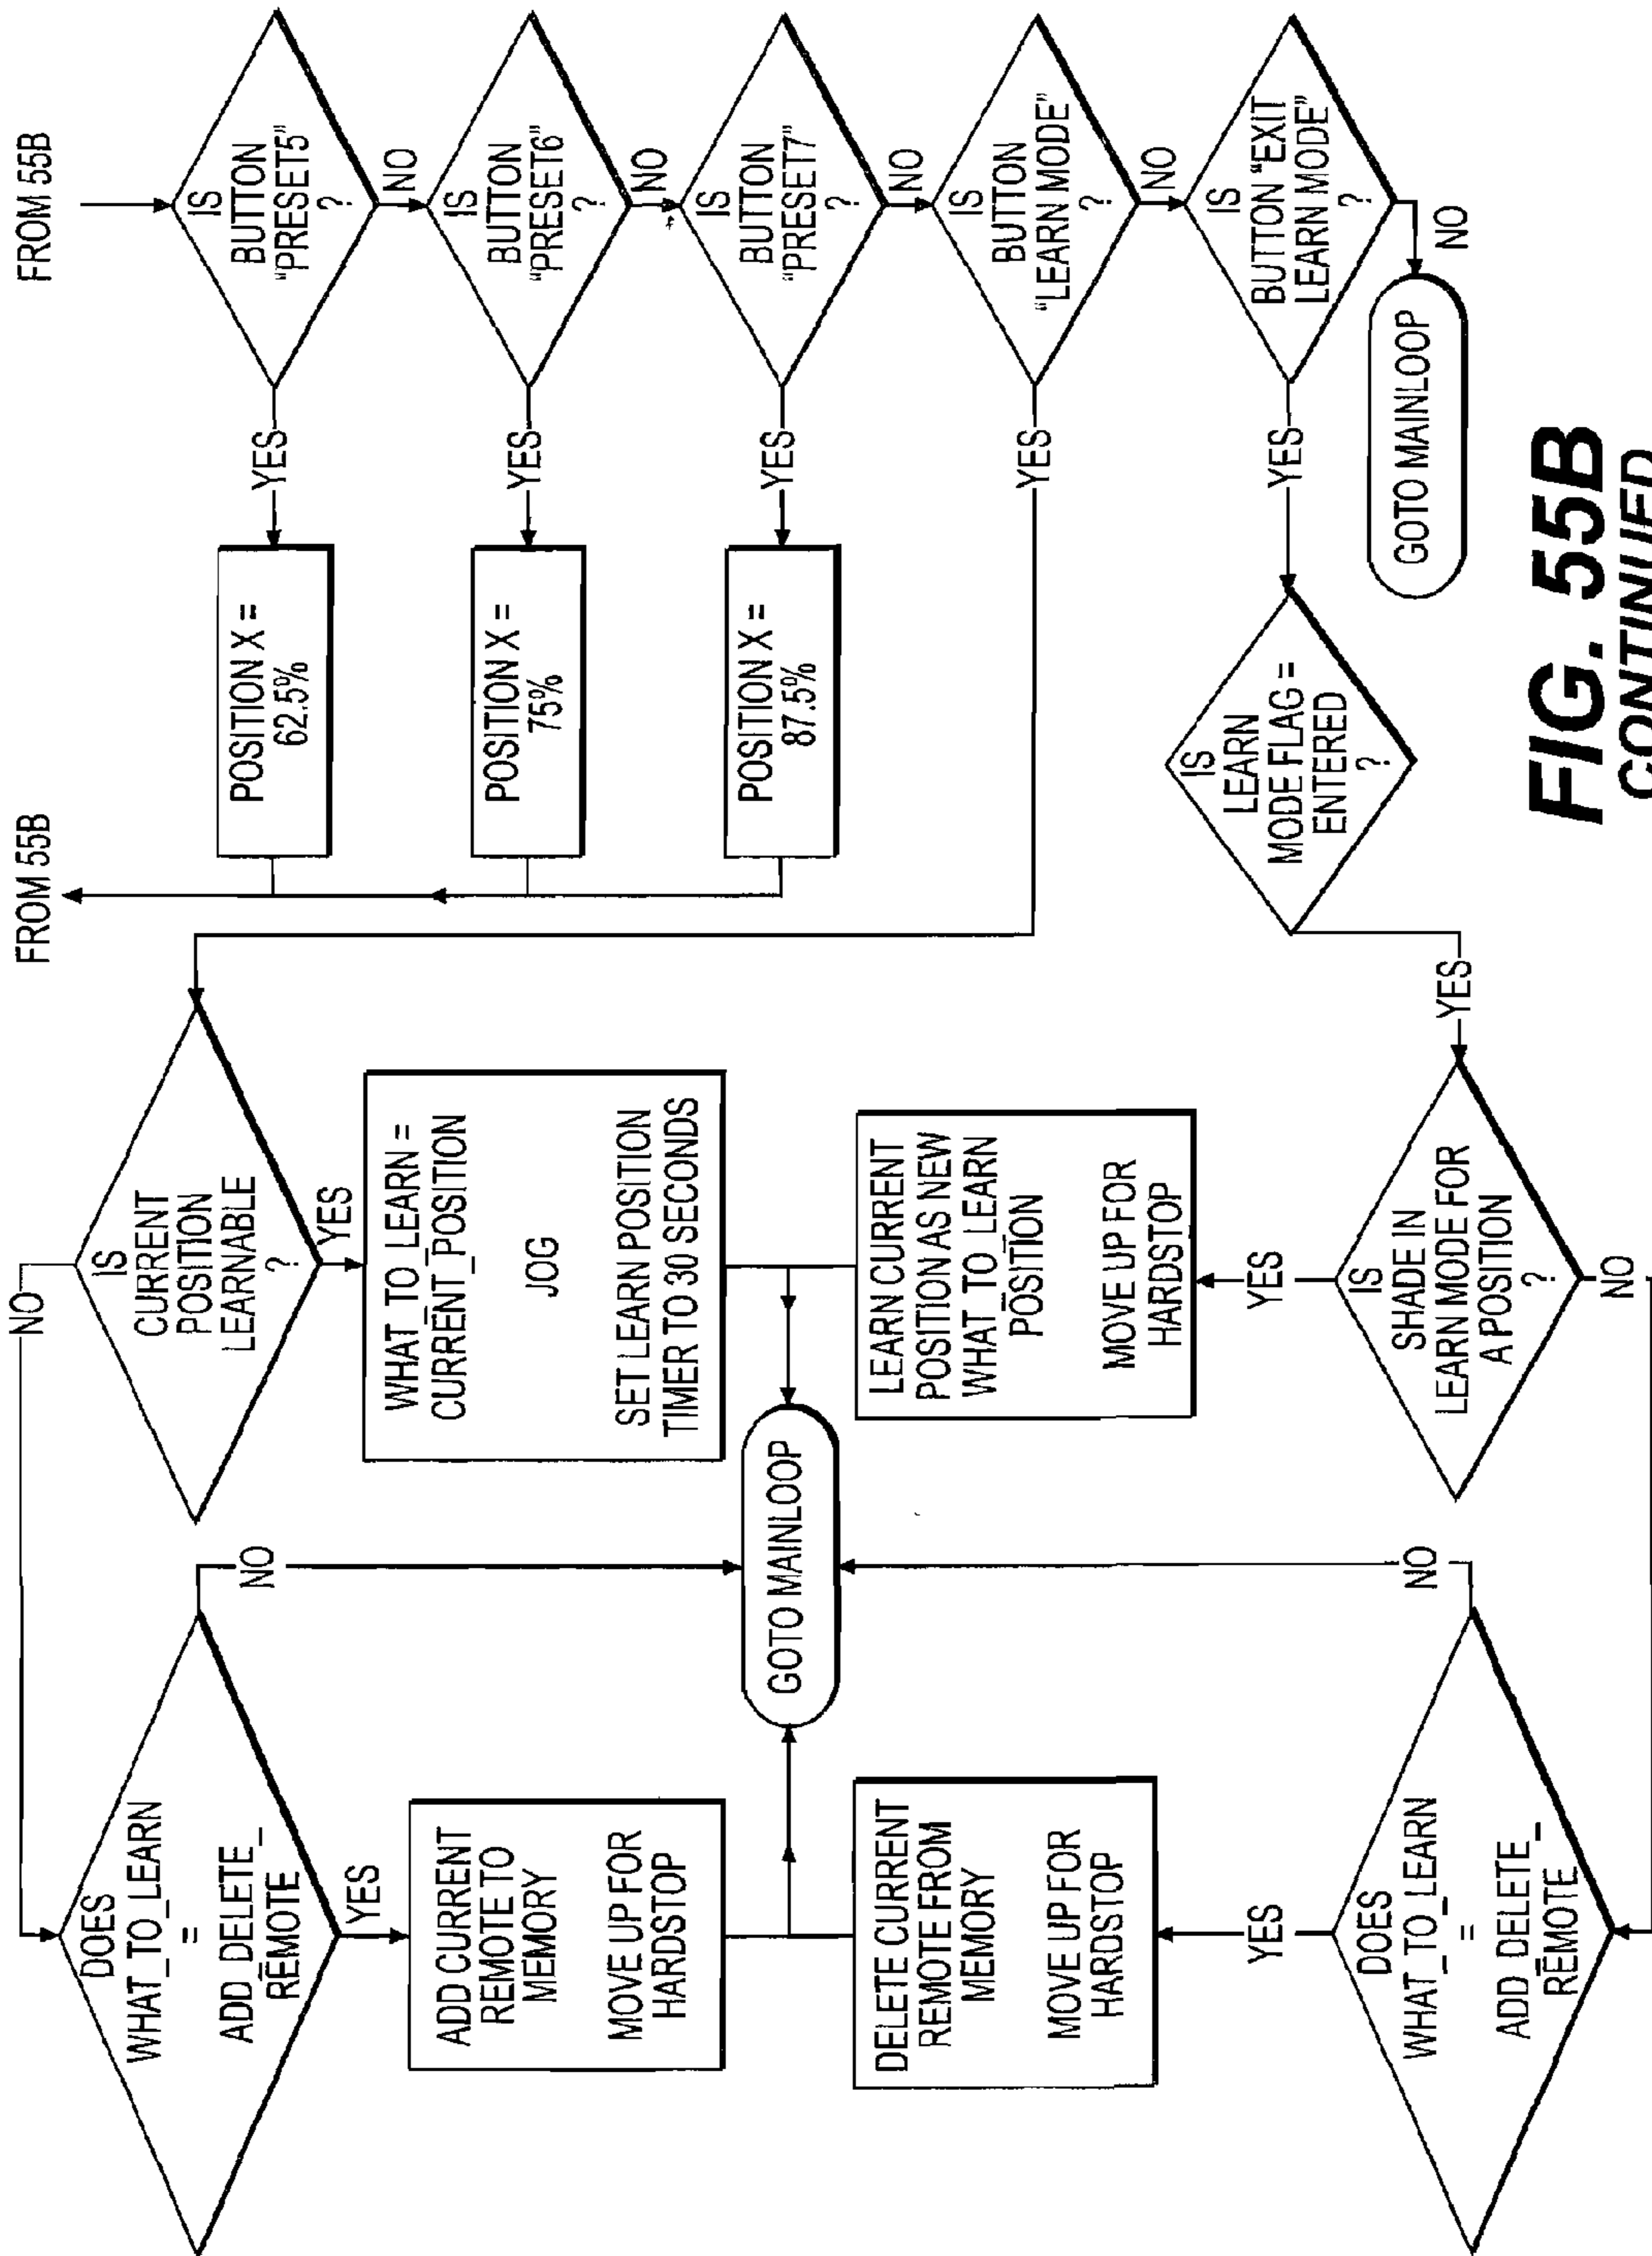 FROM 55B
IS
BUTTON
"PRESET5"
?
NO
YES
POSITION X =
62.5%
FROM 55B
IS
BUTTON
"PRESET6"
?
NO
YES
POSITION X =
75%
IS
BUTTON
"PRESET7"
?
NO
YES
POSITION X =
87.5%
IS
BUTTON
"LEARN MODE"
?
NO
YES
IS
BUTTON "EXIT
LEARN MODE"
?
NO
GOTO MAINLOOP
YES
IS
LEARN
MODE FLAG =
ENTERED
?
YES
IS
CURRENT
POSITION
LEARNABLE
?
NO
YES
WHAT_TO_LEARN =
CURRENT_POSITION
JOG
SET LEARN POSITION
TIMER TO 30 SECONDS
LEARN CURRENT
POSITION AS NEW
WHAT_TO_LEARN
POSITION
MOVE UP FOR
HARDSTOP
YES
IS
SHADE IN
LEARN MODE FOR
A POSITION
?
NO
GOTO MAINLOOP
DOES
WHAT_TO_LEARN
=
ADD_DELETE_
REMOTE
NO
YES
ADD CURRENT
REMOTE TO
MEMORY
MOVE UP FOR
HARDSTOP
DELETE CURRENT
REMOTE FROM
MEMORY
MOVE UP FOR
HARDSTOP
YES
DOES
WHAT_TO_LEARN
=
ADD_DELETE_
REMOTE
NO
FIG. 55B
CONTINUED